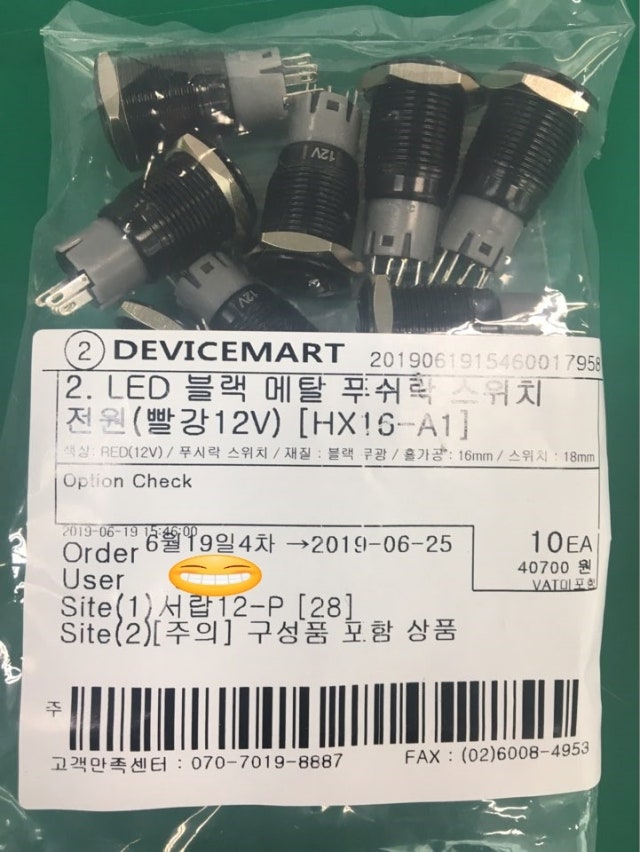 12V
12V
② DEVICEMART 2019061915460017958
2. LED 블랙 메탈 푸쉬락 스위치
전원(빨강12V) [HX16-A1]
색상: RED(12V) / 푸시락 스위치 / 재질 : 블랙 무광 / 홀가공 : 16mm / 스위치 : 18mm
Option Check
2019-06-19 15:46:00
Order 6월19일4차 →2019-06-25
10EA
User
40700 원
VAT미포함
Site(1)서랍12-P [28]
Site(2)[주의] 구성품 포함 상품
주
고객만족센터 : 070-7019-8887 FAX : (02)6008-4953